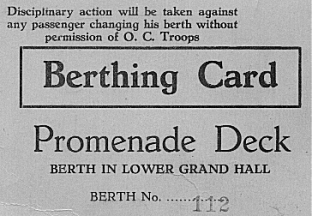 Disciplinary action will be taken against
any passenger changing his berth without
permission of O. C. Troops
Berthing Card
Promenade Deck
BERTH IN LOWER GRAND HALL
BERTH No. .......112